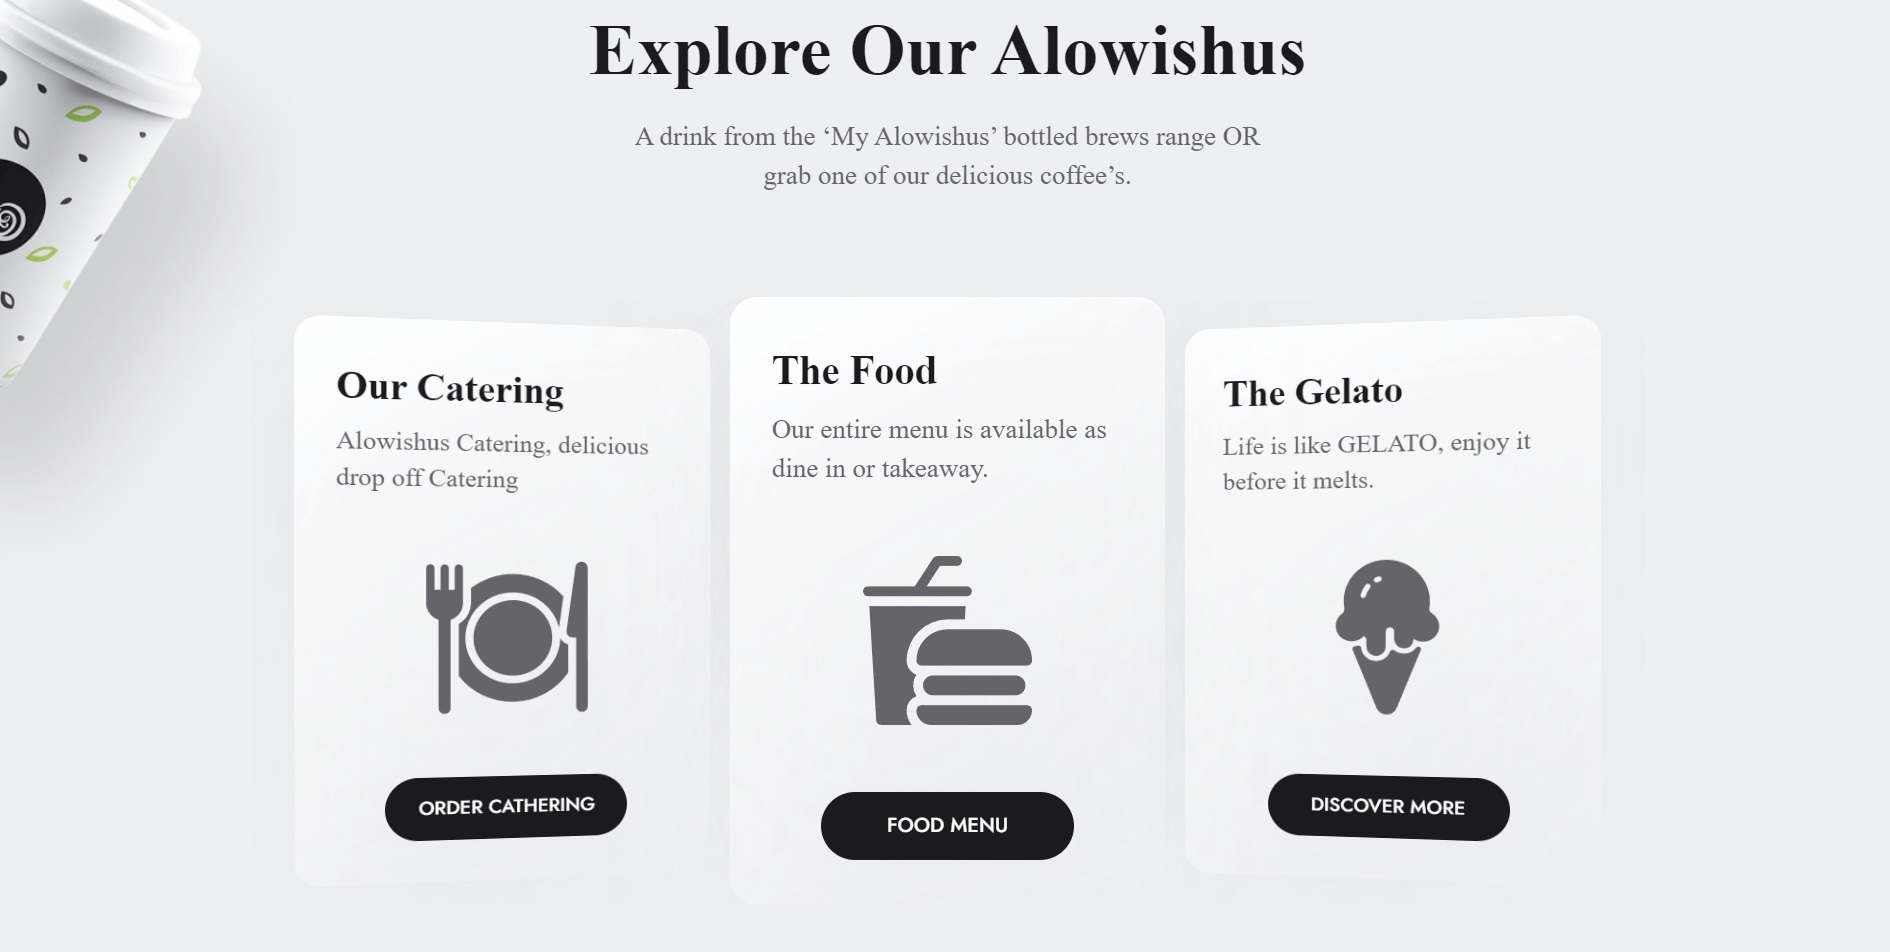 Explore Our Alowishus
A drink from the ‘My Alowishus’ bottled brews range OR
grab one of our delicious coffee’s.
Our Catering
Alowishus Catering, delicious
drop off Catering
ORDER CATHERING
The Food
Our entire menu is available as
dine in or takeaway.
FOOD MENU
The Gelato
Life is like GELATO, enjoy it
before it melts.
DISCOVER MORE